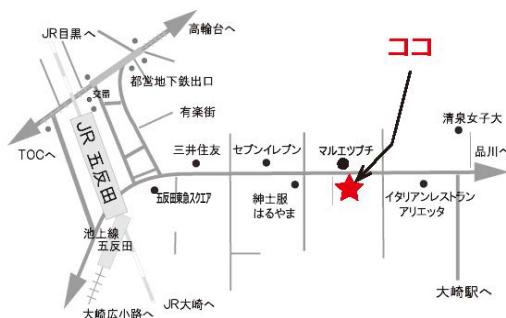 JR目黒へ
高輪台へ
ココ
都営地下鉄出口
交番
有楽街
清泉女子大
TOCへ
JR 五反田
三井住友
セブンイレブン
マルエツプチ
品川へ
五反田東急スクエア
紳士服
はるやま
イタリアンレストラン
アリエッタ
池上線
五反田
大崎駅へ
大崎広小路へ
JR大崎へ